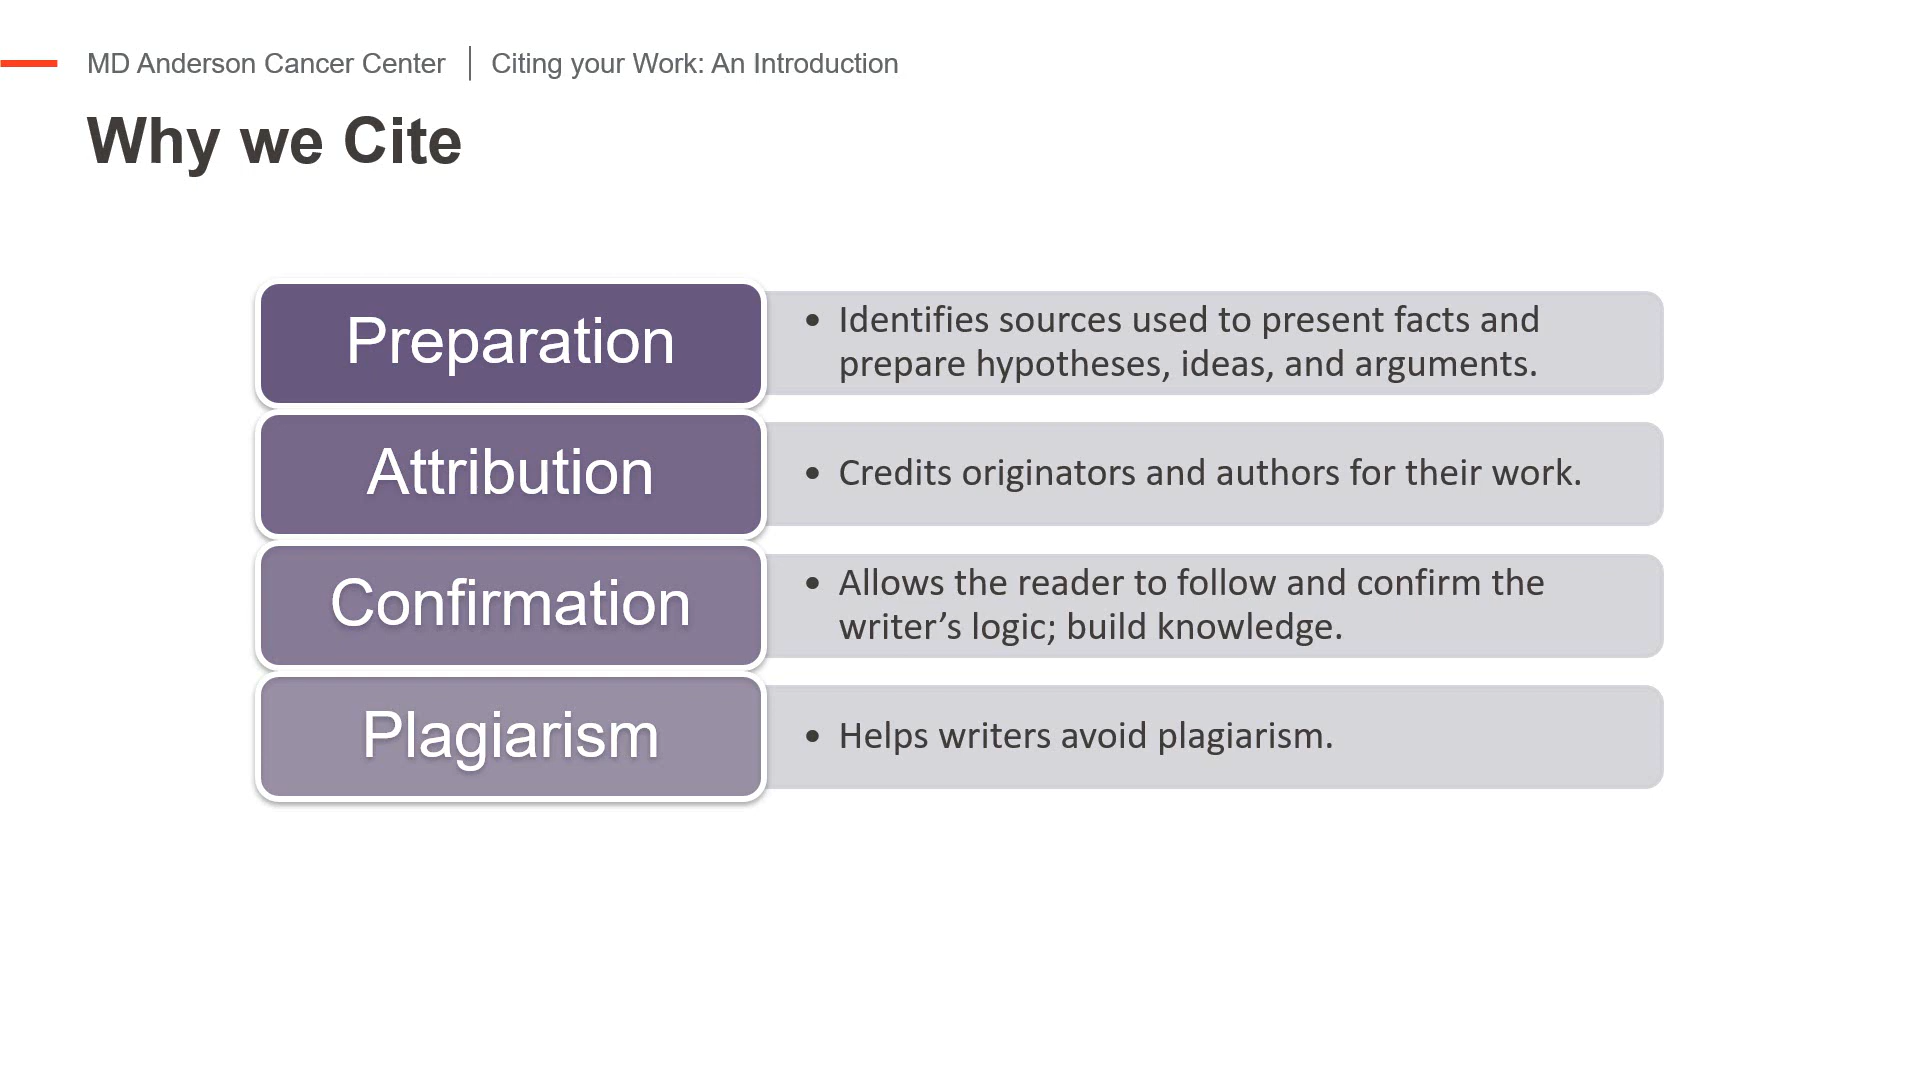 MD Anderson Cancer Center | Citing your Work: An Introduction
Why we Cite
Preparation
• Identifies sources used to present facts and
prepare hypotheses, ideas, and arguments.
Attribution
• Credits originators and authors for their work.
Confirmation
• Allows the reader to follow and confirm the
writer’s logic; build knowledge.
Plagiarism
• Helps writers avoid plagiarism.